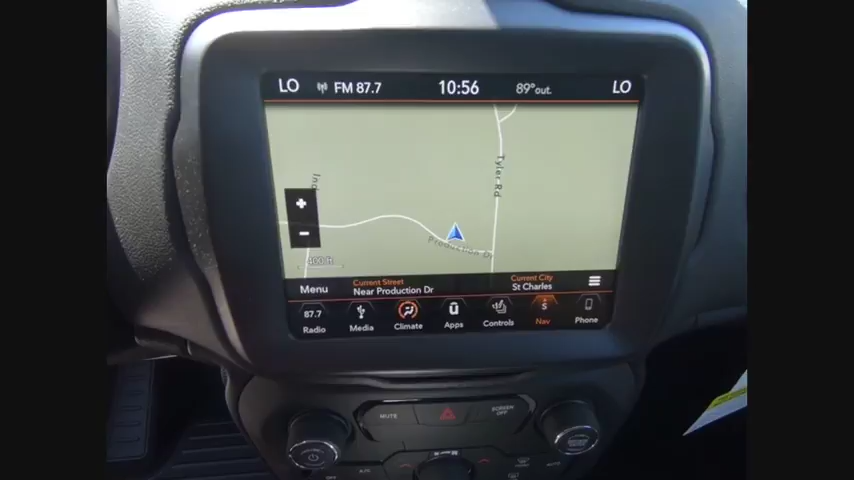 LO FM 87.7 10:56 89°out. LO
Tyler Rd
Production Dr
400 ft
Current Street
Near Production Dr
Current City
St Charles
Menu
87.7
Radio Media Climate Apps Controls Nav Phone
MUTE
SCREEN OFF